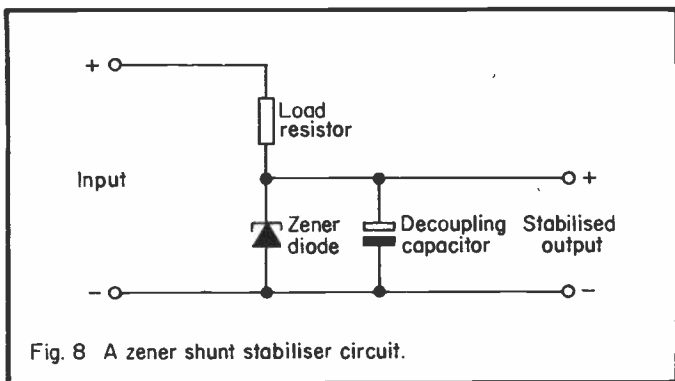 +
Load
resistor
Input
+
Zener
diode
Decoupling
capacitor
Stabilised
output
−
−
Fig. 8 A zener shunt stabiliser circuit.